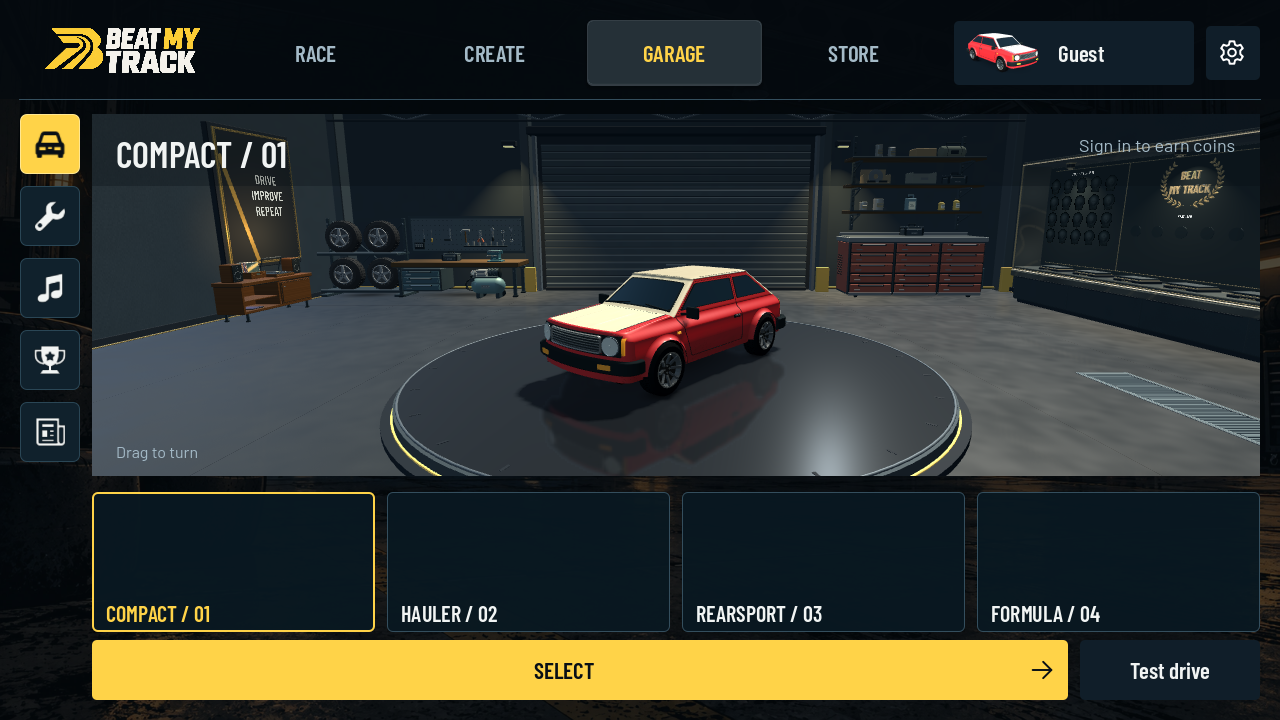 BEAT MY
TRACK
RACE
CREATE
GARAGE
STORE
Guest
COMPACT / 01
Sign in to earn coins
DRIVE
IMPROVE
REPEAT
BEAT
MY TRACK
Drag to turn
COMPACT / 01
HAULER / 02
REARSPORT / 03
FORMULA / 04
SELECT
Test drive